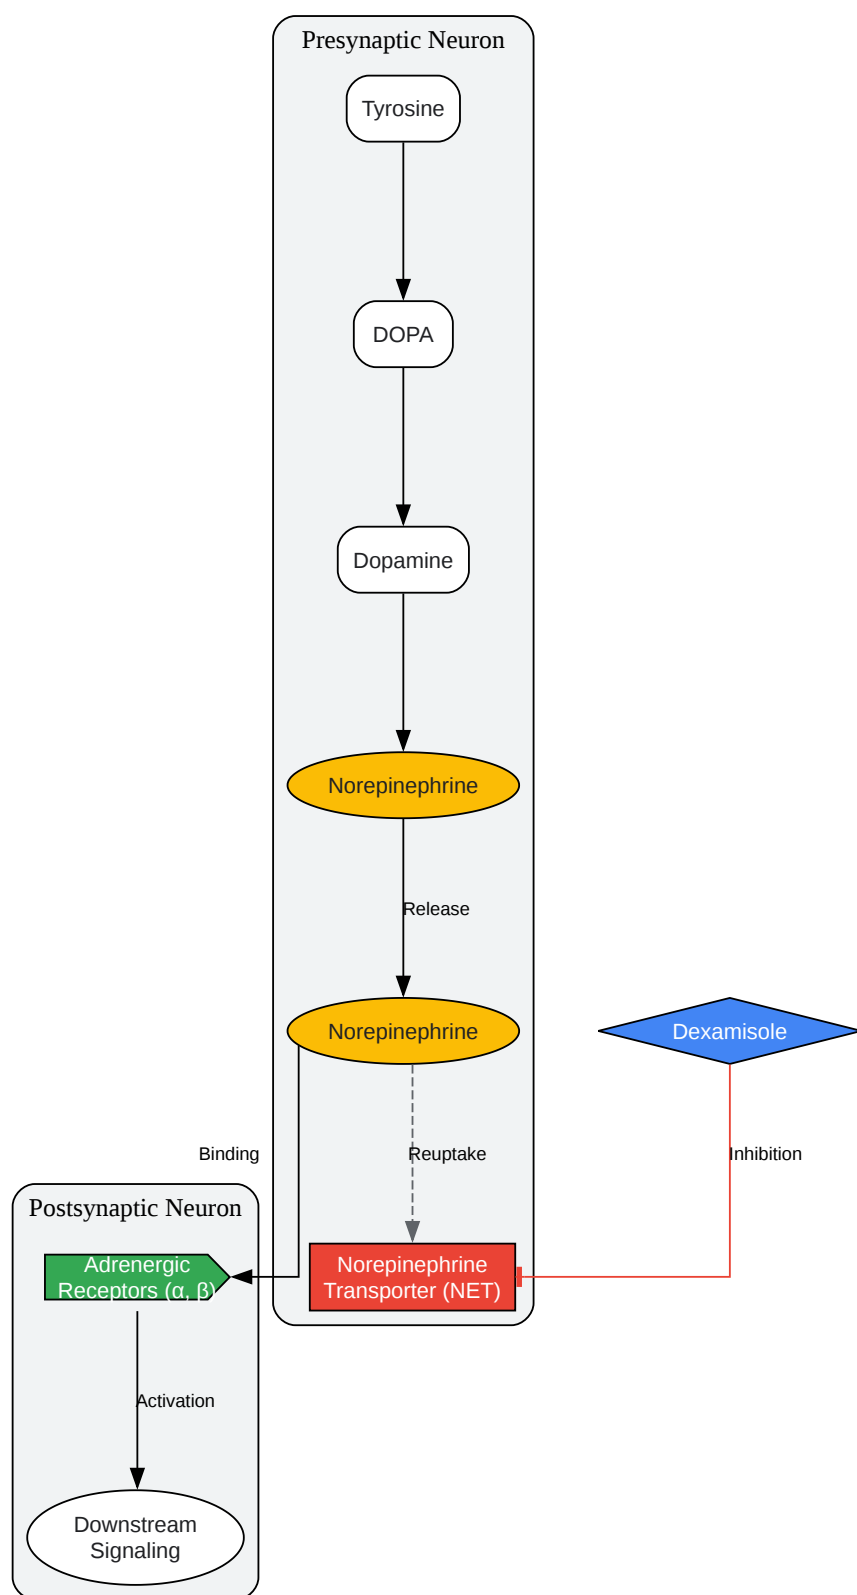 Presynaptic Neuron
Tyrosine
DOPA
Dopamine
Norepinephrine
Release
Norepinephrine
Dexamisole
Binding
Reuptake
Inhibition
Postsynaptic Neuron
Adrenergic
Receptors (α, β)
Norepinephrine
Transporter (NET)
Activation
Downstream
Signaling